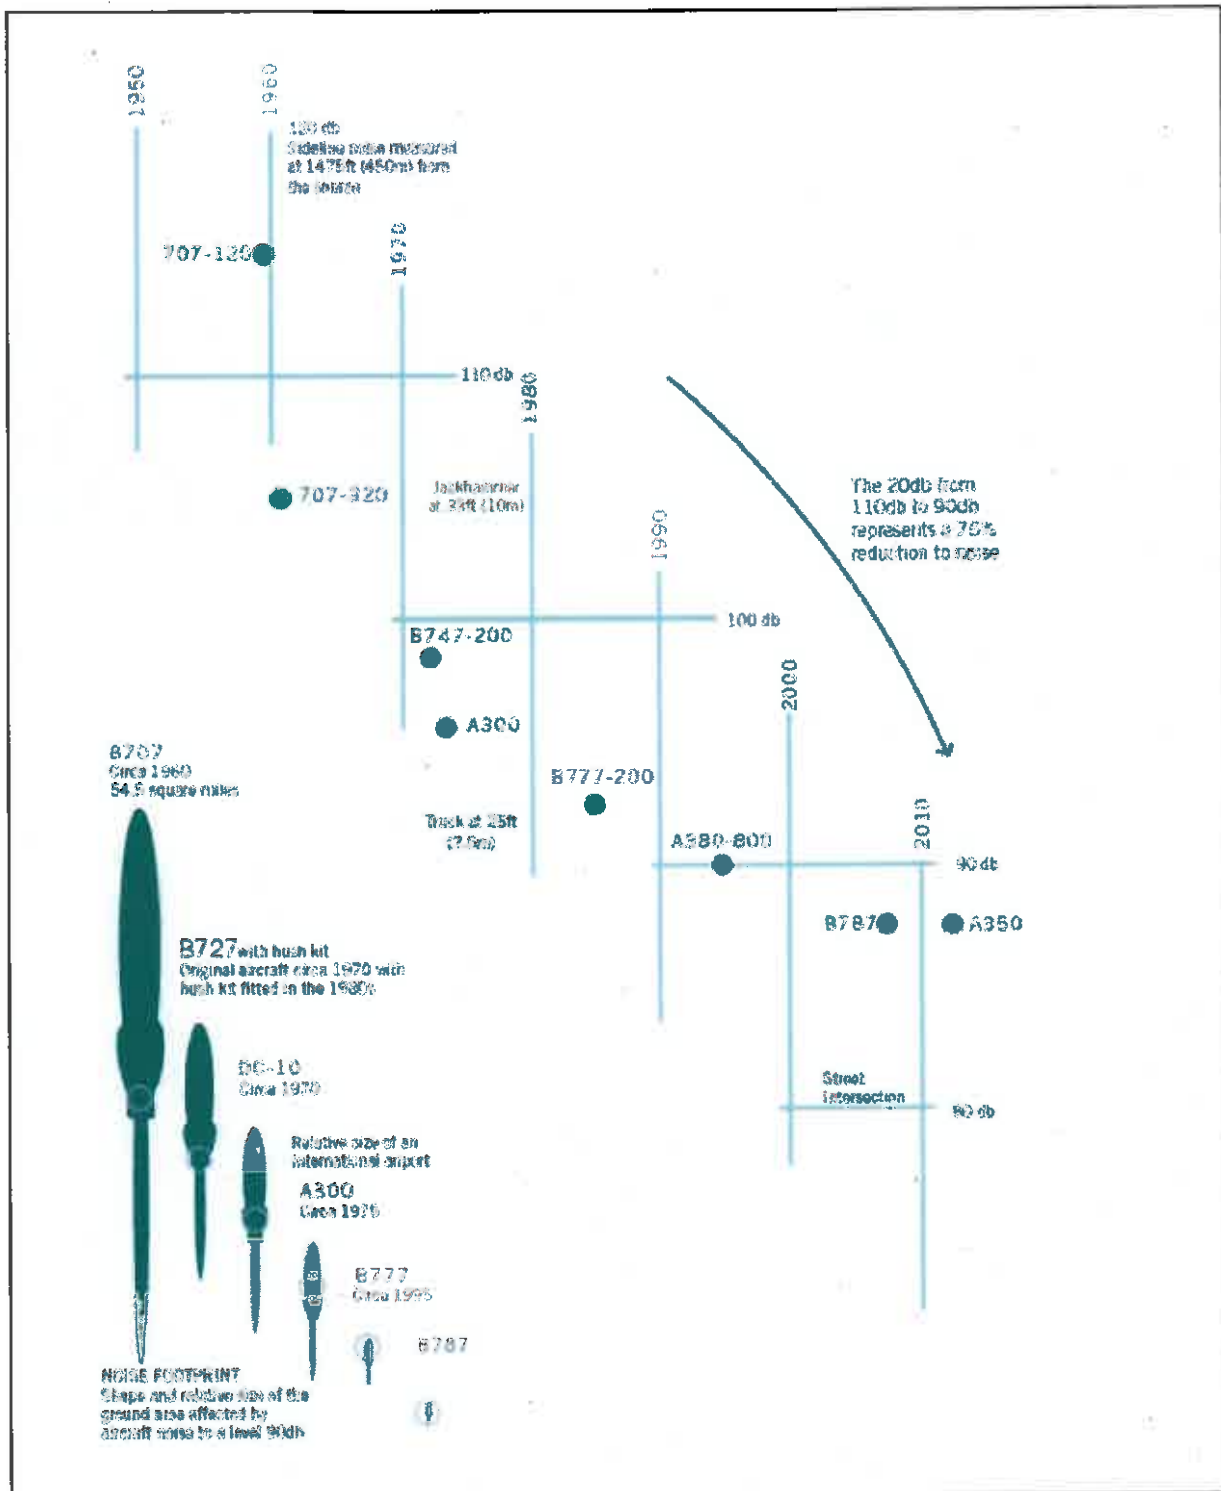 1950
1960
120 db
Sideline noise measured
at 1475ft (450m) from
the source
707-120
1970
110 db
1980
707-320
Jackhammer
at 33ft (10m)
The 20db from
110db to 90db
represents a 75%
reduction to noise
1990
100 db
B747-200
2000
A300
B707
Circa 1960
54.5 square miles
B777-200
Truck at 25ft
2010
A380-800
90 db
B787
A350
B727 with hush kit
Original aircraft circa 1970 with
hush kit fitted in the 1980s
DC-10
Circa 1970
Street
Intersection
80 db
Relative size of an
international airport
A300
Circa 1975
B777
Circa 1995
B787
NOISE FOOTPRINT
Shape and relative size of the
ground area affected by
aircraft noise to a level 90db